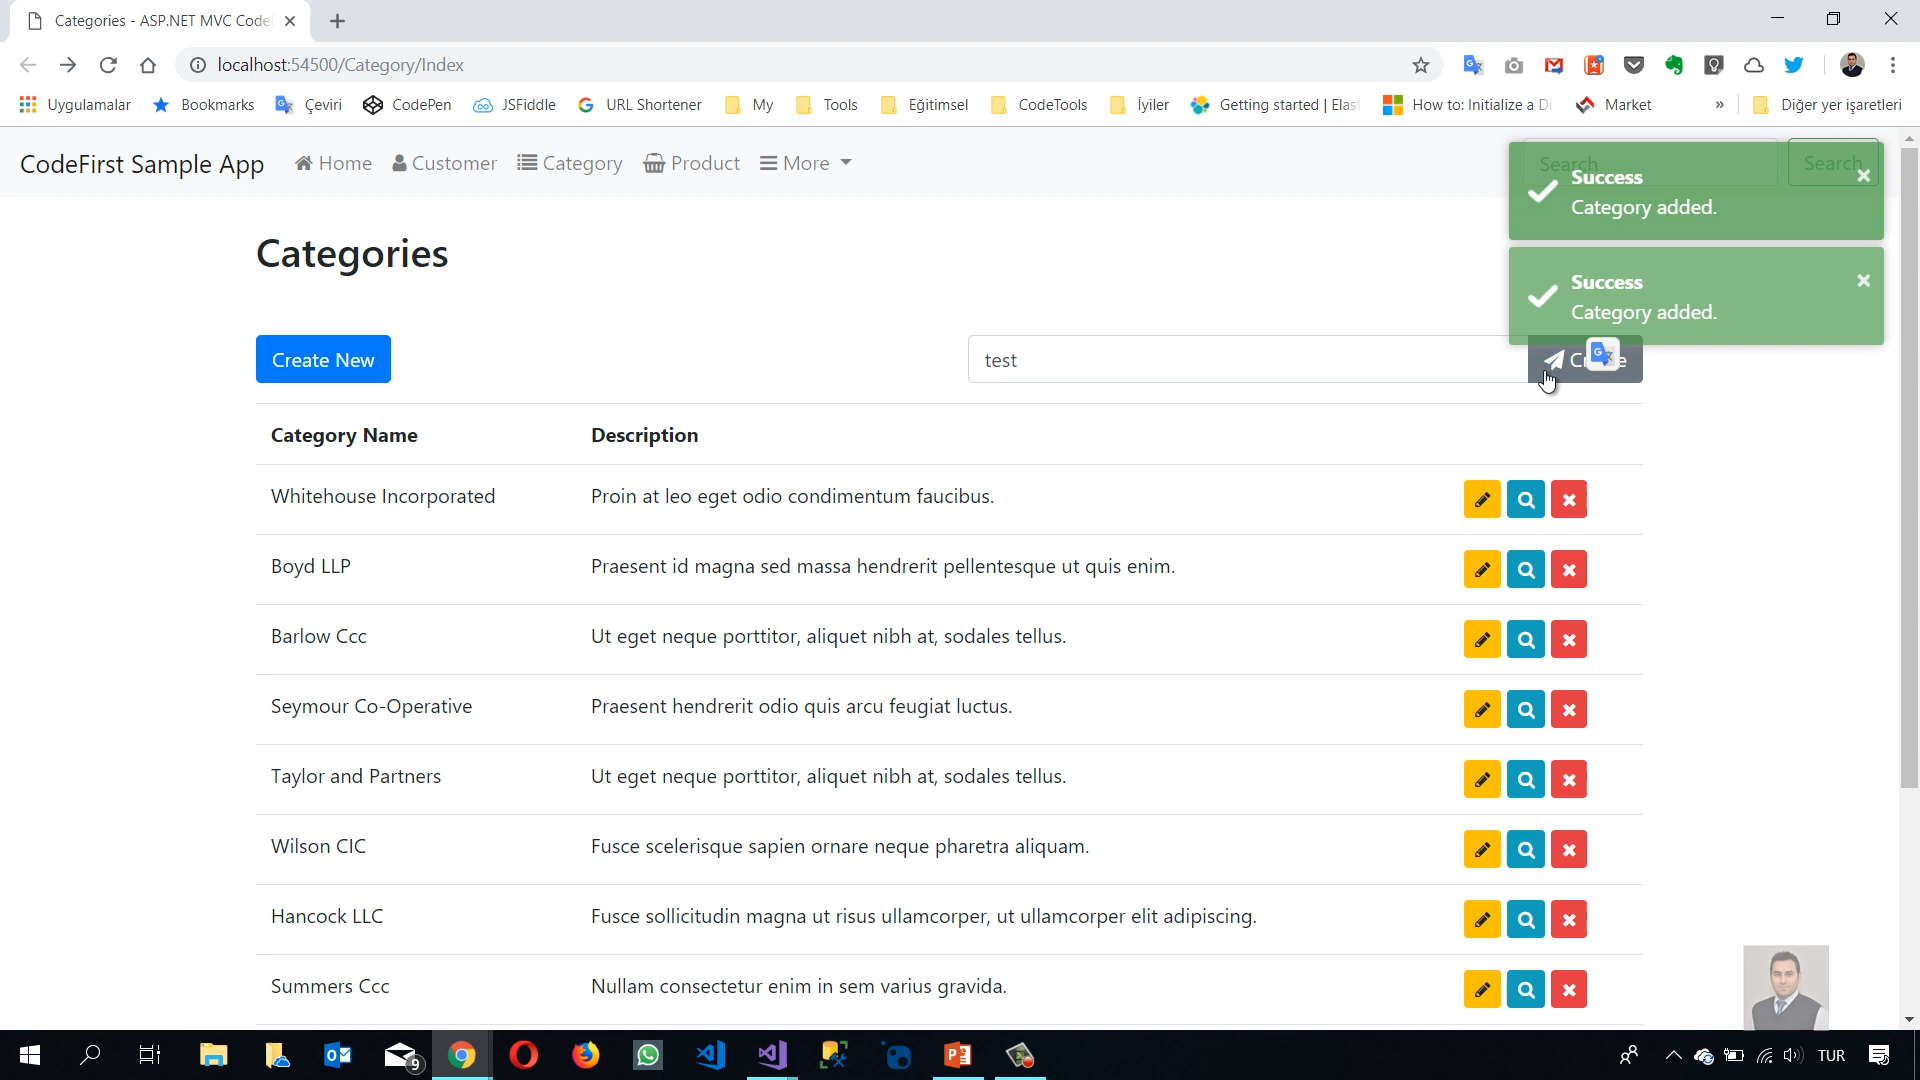 Categories - ASP.NET MVC Code
localhost:54500/Category/Index
Uygulamalar Bookmarks Çeviri CodePen JSFiddle URL Shortener My Tools Eğitimsel CodeTools İyiler Getting started | Elast How to: Initialize a D Market » Diğer yer işaretleri
CodeFirst Sample App Home Customer Category Product More Search Search
Success
Category added.
Success
Category added.
Categories
Create New test
Category Name Description
Whitehouse Incorporated Proin at leo eget odio condimentum faucibus.
Boyd LLP Praesent id magna sed massa hendrerit pellentesque ut quis enim.
Barlow Ccc Ut eget neque porttitor, aliquet nibh at, sodales tellus.
Seymour Co-Operative Praesent hendrerit odio quis arcu feugiat luctus.
Taylor and Partners Ut eget neque porttitor, aliquet nibh at, sodales tellus.
Wilson CIC Fusce scelerisque sapien ornare neque pharetra aliquam.
Hancock LLC Fusce sollicitudin magna ut risus ullamcorper, ut ullamcorper elit adipiscing.
Summers Ccc Nullam consectetur enim in sem varius gravida.
9 TUR